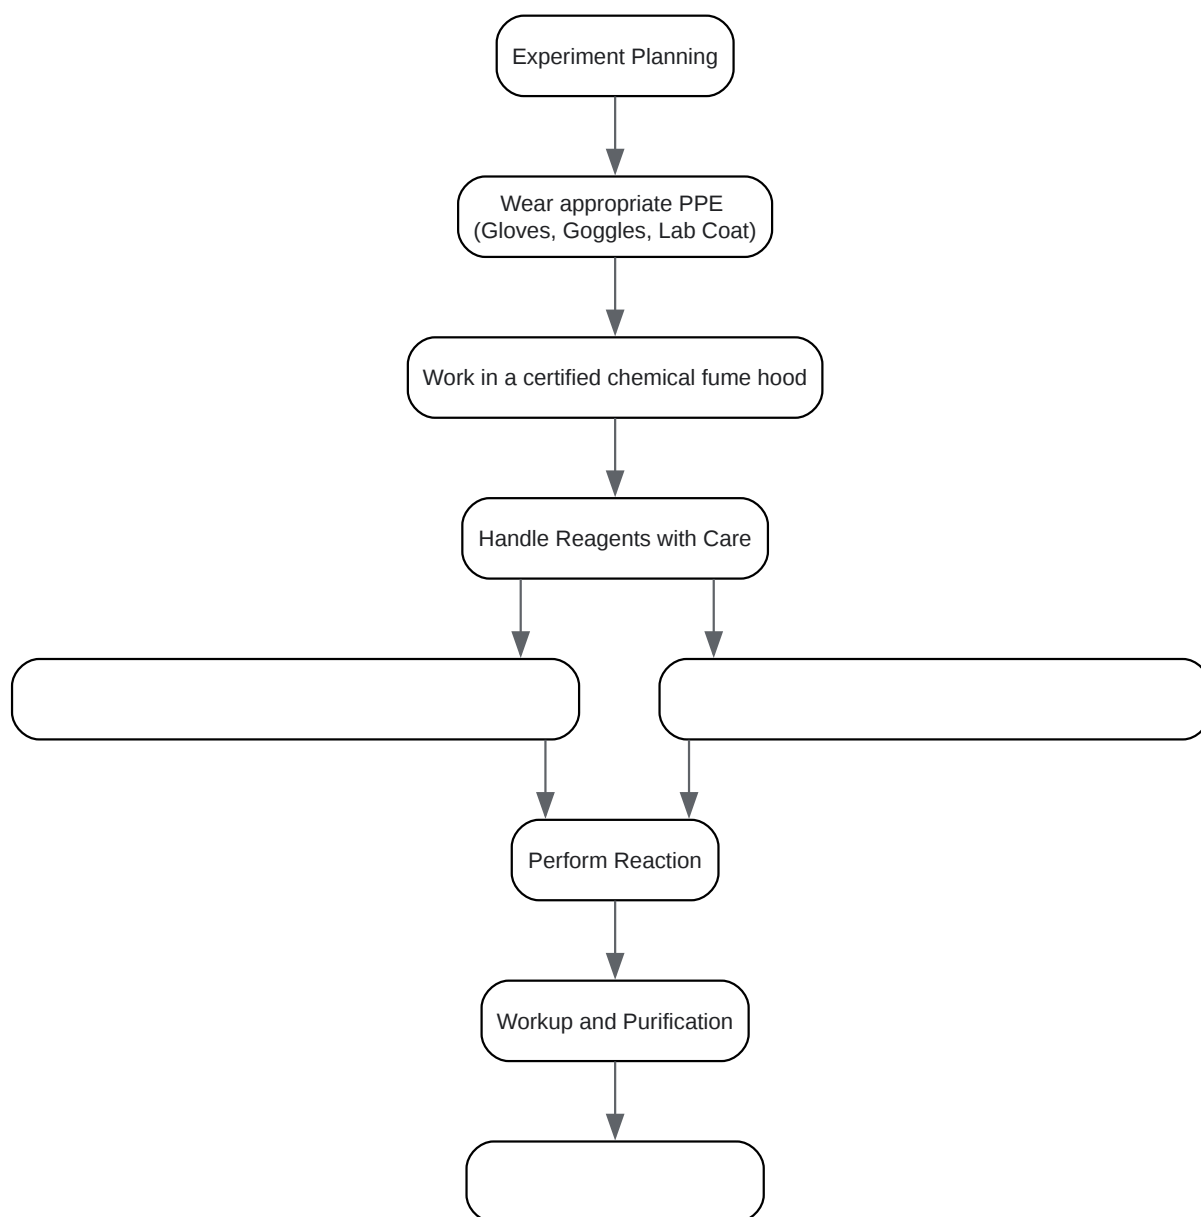 Experiment Planning
Wear appropriate PPE
(Gloves, Goggles, Lab Coat)
Work in a certified chemical fume hood
Handle Reagents with Care
Perform Reaction
Workup and Purification